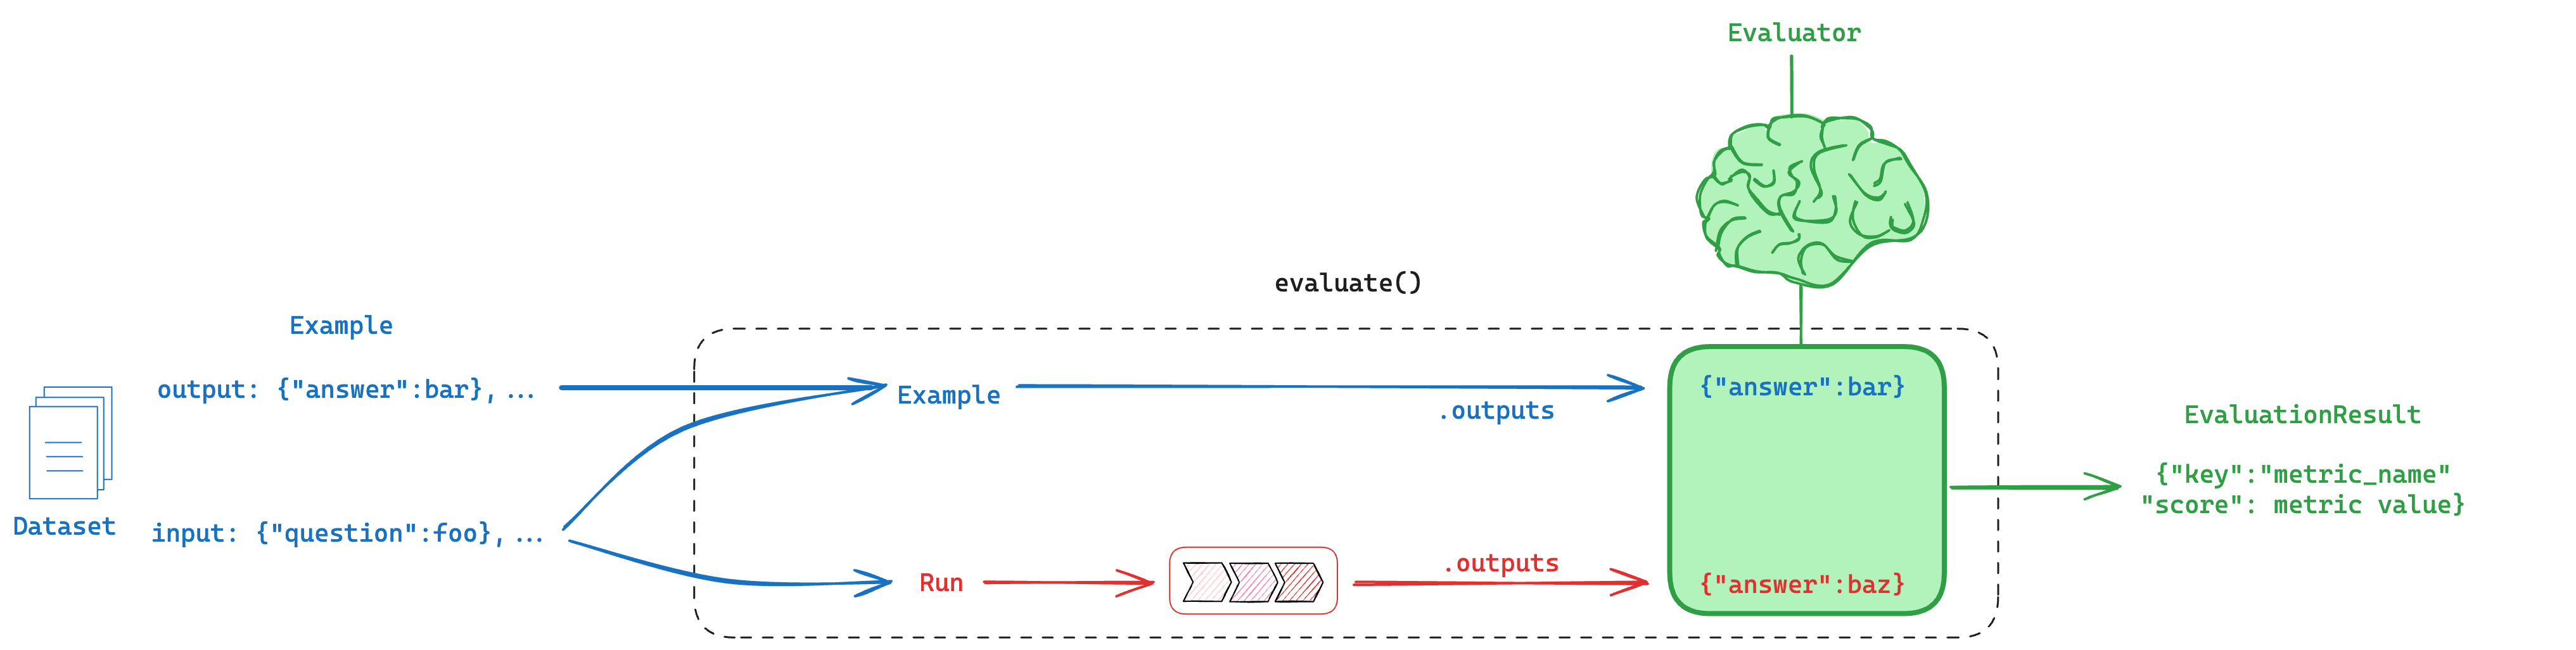 Evaluator
evaluate()
Example
output: {"answer":bar}, ...
Example
.outputs
{"answer":bar}
EvaluationResult
{"key":"metric_name"
"score": metric value}
Dataset
input: {"question":foo}, ...
Run
.outputs
{"answer":baz}